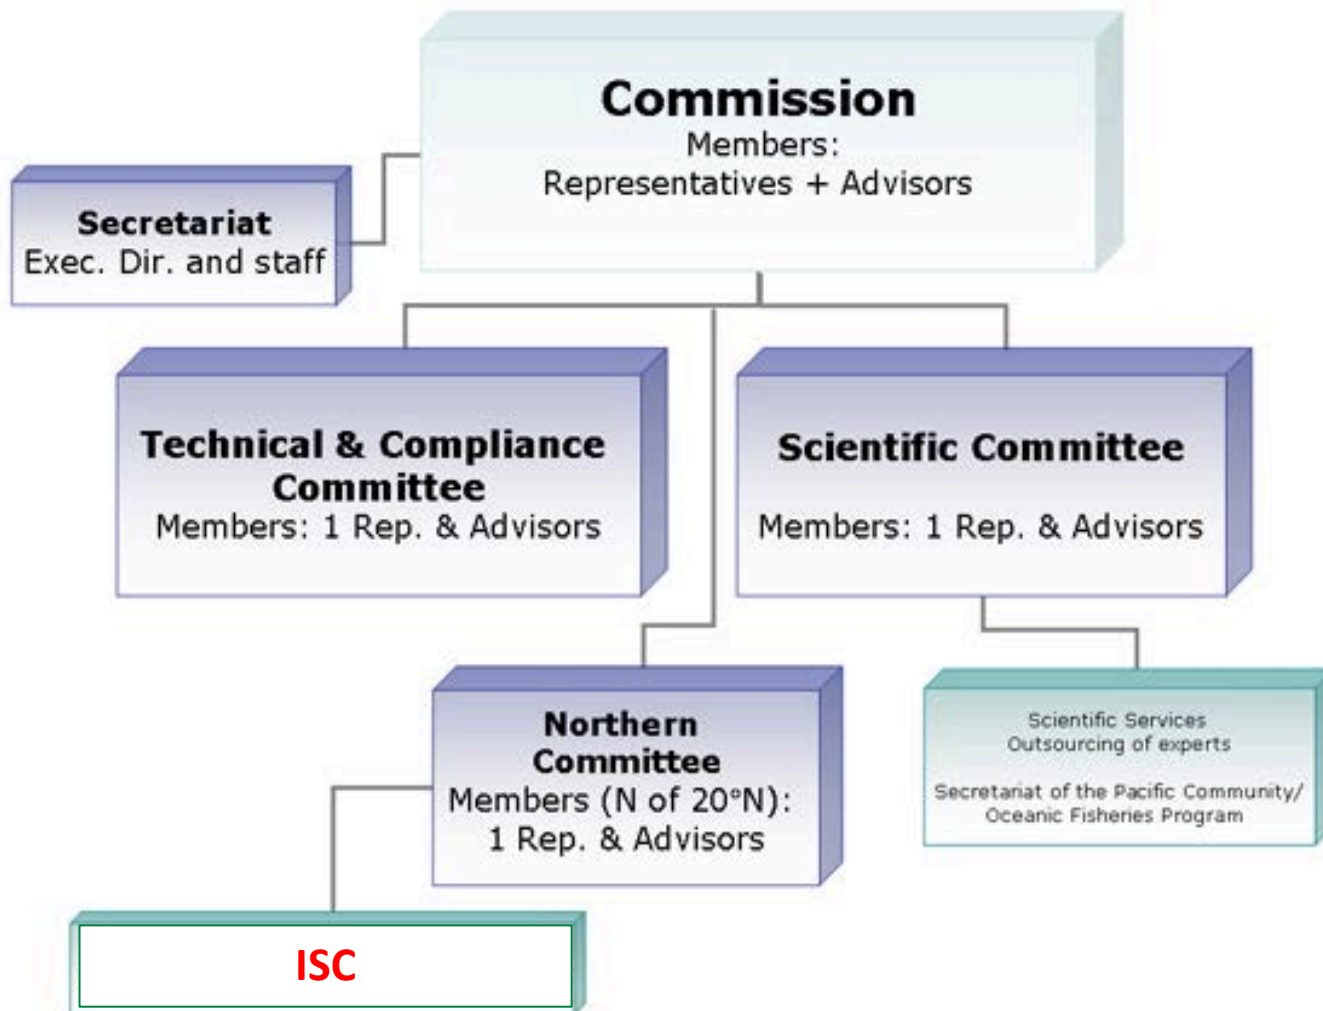 Commission
Members:
Representatives + Advisors
Secretariat
Exec. Dir. and staff
Technical & Compliance
Committee
Members: 1 Rep. & Advisors
Scientific Committee
Members: 1 Rep. & Advisors
Northern
Committee
Members (N of 20°N):
1 Rep. & Advisors
Scientific Services
Outsourcing of experts
Secretariat of the Pacific Community/
Oceanic Fisheries Program
ISC